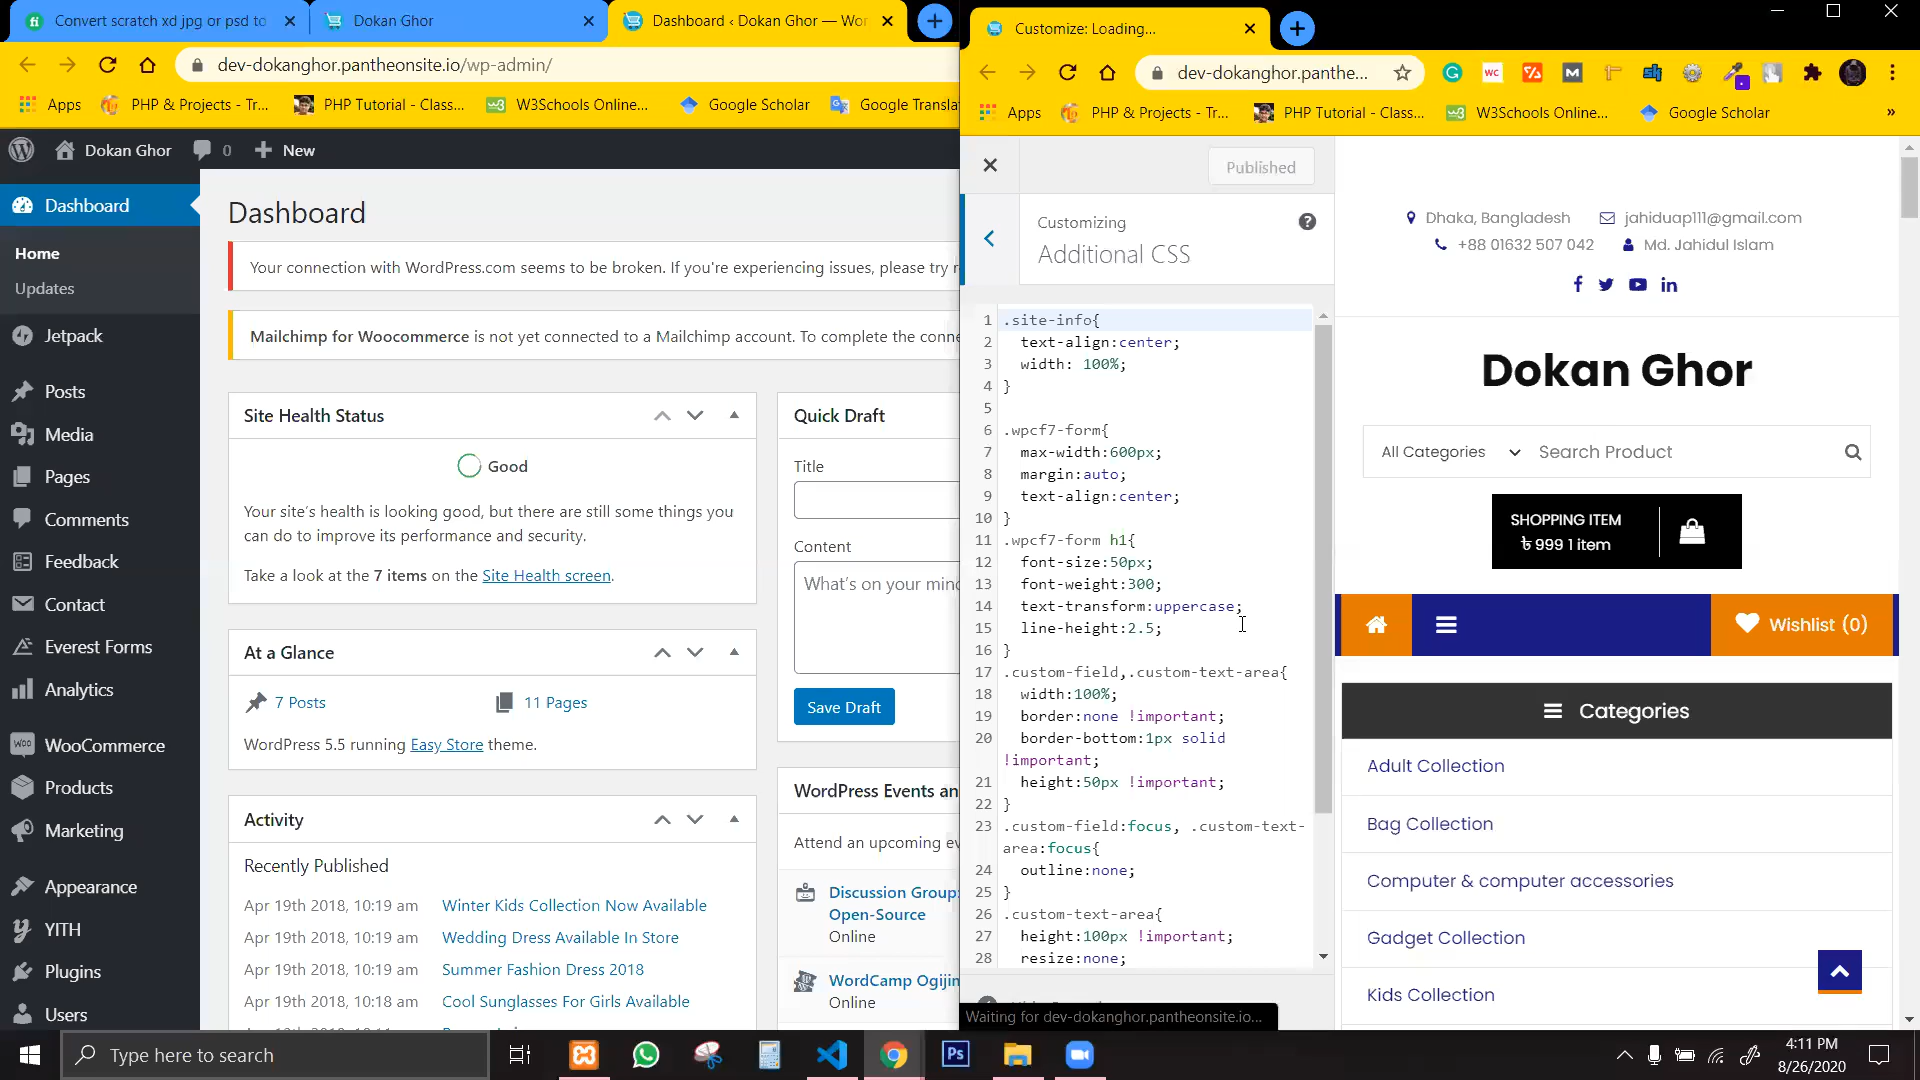 Convert scratch xd jpg or psd to
Dokan Ghor
Dashboard ‹ Dokan Ghor — Wor
dev-dokanghor.pantheonsite.io/wp-admin/
Apps
PHP & Projects - Tr...
PHP Tutorial - Class...
W3Schools Online...
Google Scholar
Google Translat
Dokan Ghor
0
New
Dashboard
Home
Updates
Jetpack
Posts
Media
Pages
Comments
Feedback
Contact
Everest Forms
Analytics
WooCommerce
Products
Marketing
Appearance
YITH
Plugins
Users
Dashboard
Your connection with WordPress.com seems to be broken. If you're experiencing issues, please try r
Mailchimp for Woocommerce is not yet connected to a Mailchimp account. To complete the conne
Site Health Status
Good
Your site's health is looking good, but there are still some things you
can do to improve its performance and security.
Take a look at the 7 items on the Site Health screen.
At a Glance
7 Posts
11 Pages
WordPress 5.5 running Easy Store theme.
Activity
Recently Published
Apr 19th 2018, 10:19 am Winter Kids Collection Now Available
Apr 19th 2018, 10:19 am Wedding Dress Available In Store
Apr 19th 2018, 10:19 am Summer Fashion Dress 2018
Apr 19th 2018, 10:18 am Cool Sunglasses For Girls Available
Quick Draft
Title
Content
What's on your mind
Save Draft
WordPress Events an
Attend an upcoming ev
Discussion Group:
Open-Source
Online
WordCamp Ogijin
Online
Customize: Loading...
dev-dokanghor.panthe...
Apps
PHP & Projects - Tr...
PHP Tutorial - Class...
W3Schools Online...
Google Scholar
»
Published
Customizing
Additional CSS
1 .site-info{
2 text-align:center;
3 width: 100%;
4 }
5
6 .wpcf7-form{
7 max-width:600px;
8 margin:auto;
9 text-align:center;
10 }
11 .wpcf7-form h1{
12 font-size:50px;
13 font-weight:300;
14 text-transform:uppercase;
15 line-height:2.5;
16 }
17 .custom-field,.custom-text-area{
18 width:100%;
19 border:none !important;
20 border-bottom:1px solid
!important;
21 height:50px !important;
22 }
23 .custom-field:focus, .custom-text-
area:focus{
24 outline:none;
25 }
26 .custom-text-area{
27 height:100px !important;
28 resize:none;
Waiting for dev-dokanghor.pantheonsite.io...
Dhaka, Bangladesh
jahiduap111@gmail.com
+88 01632 507 042
Md. Jahidul Islam
Dokan Ghor
All Categories
Search Product
SHOPPING ITEM
৳ 999 1 item
Wishlist (0)
Categories
Adult Collection
Bag Collection
Computer & computer accessories
Gadget Collection
Kids Collection
Type here to search
4:11 PM
8/26/2020